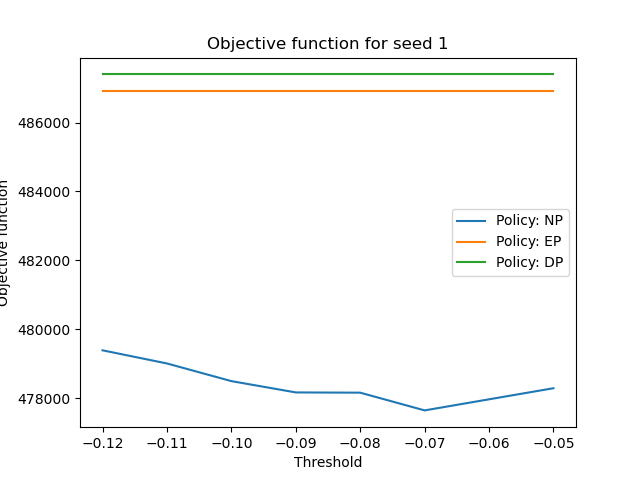 Objective function for seed 1
Objective function
486000
484000
482000
480000
478000
Policy: NP
Policy: EP
Policy: DP
−0.12 −0.11 −0.10 −0.09 −0.08 −0.07 −0.06 −0.05
Threshold